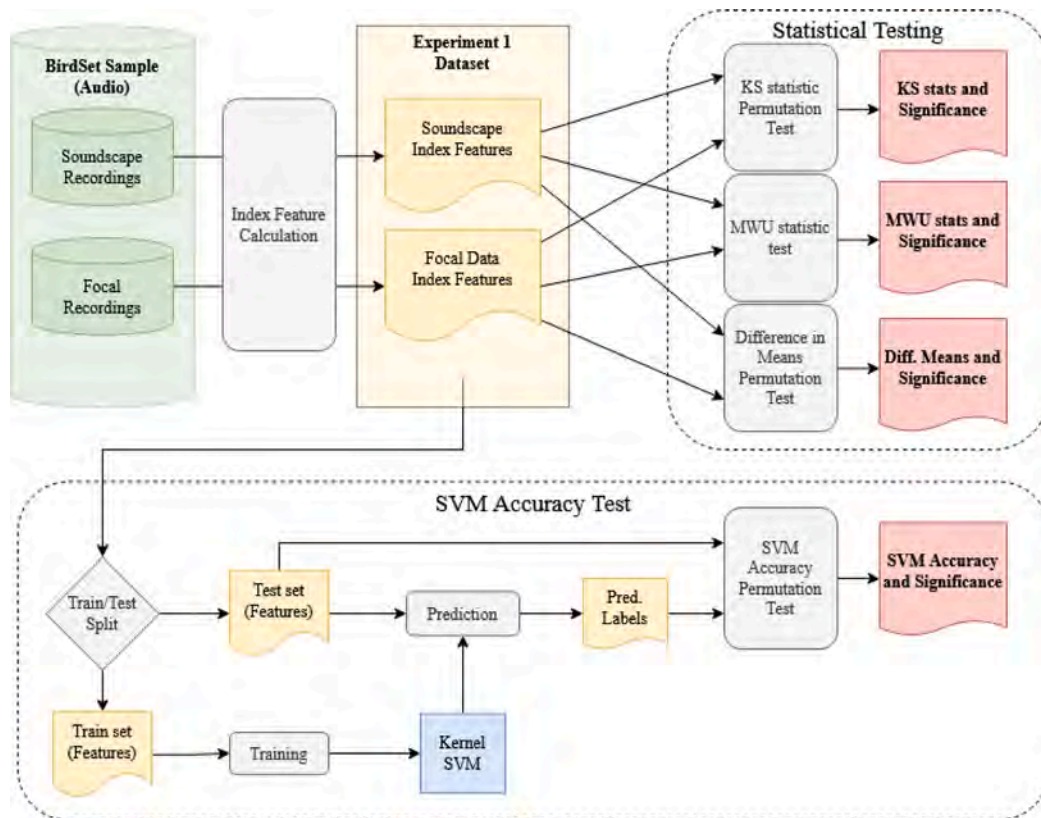 BirdSet Sample
(Audio)
Soundscape
Recordings
Focal
Recordings
Index Feature
Calculation
Experiment 1
Dataset
Soundscape
Index Features
Focal Data
Index Features
Statistical Testing
KS statistic
Permutation
Test
KS stats and
Significance
MWU statistic
test
MWU stats and
Significance
Difference in
Means
Permutation
Test
Diff. Means and
Significance
SVM Accuracy Test
Train/Test
Split
Test set
(Features)
Prediction
Pred.
Labels
SVM
Accuracy
Permutation
Test
SVM Accuracy
and Significance
Train set
(Features)
Training
Kernel
SVM